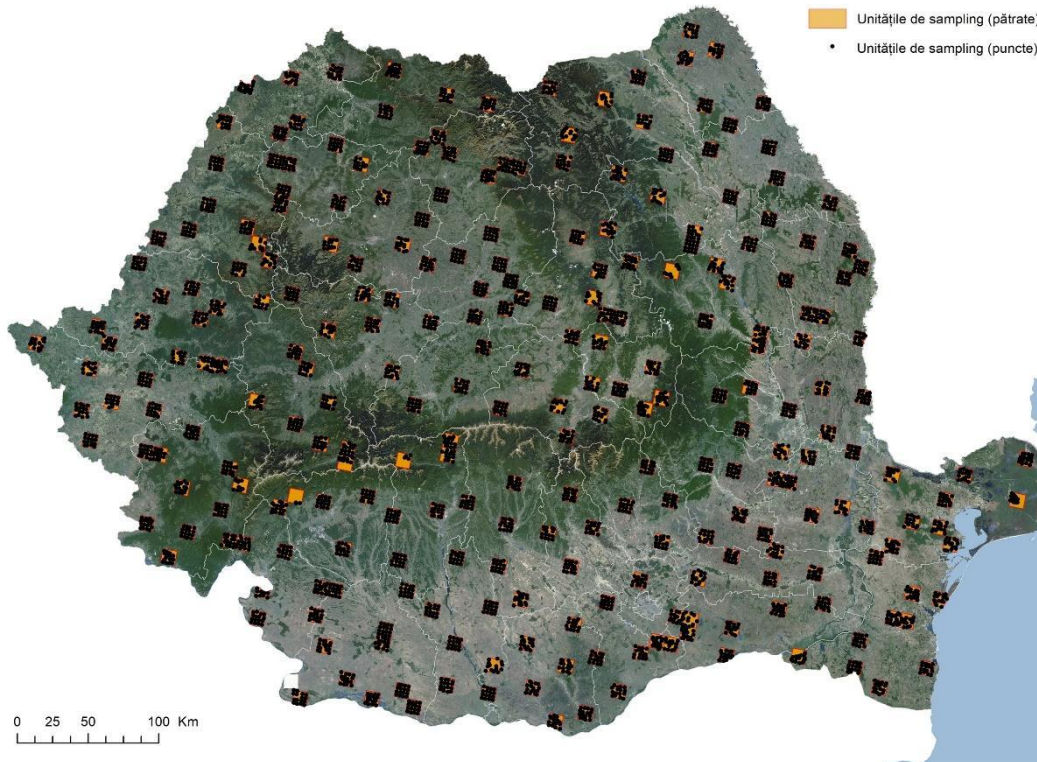 Unitățile de sampling (pătrate)
Unitățile de sampling (puncte)
0 25 50 100 Km